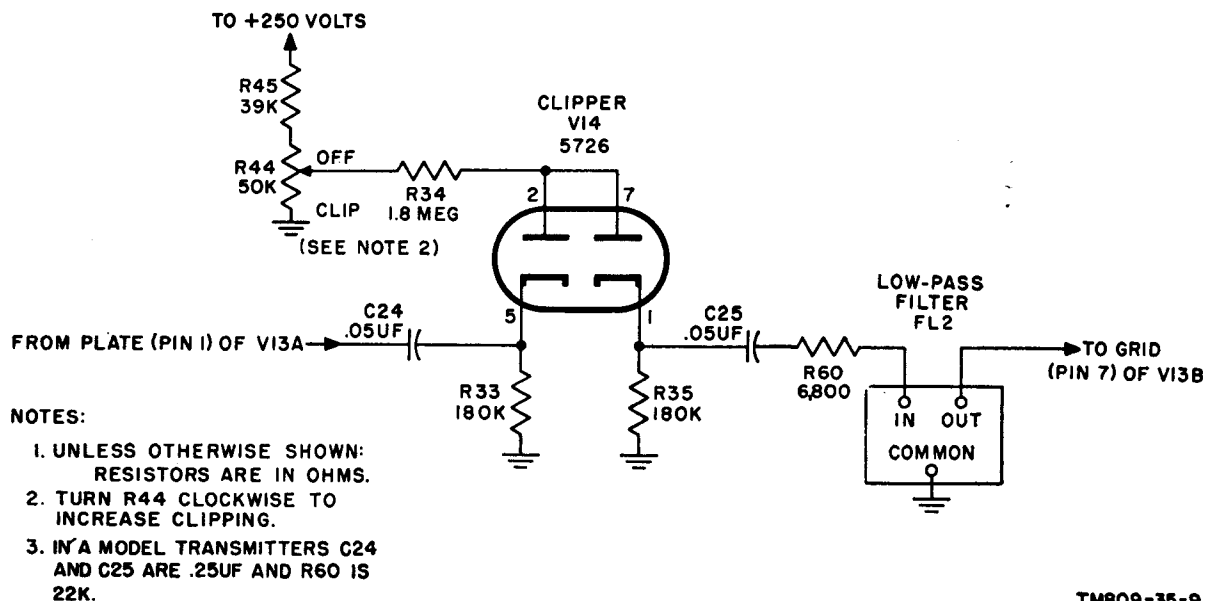 TO +250 VOLTS
R45
39K
R44
50K
OFF
CLIP
(SEE NOTE 2)
R34
1.8 MEG
CLIPPER
V14
5726
2
7
5
1
FROM PLATE (PIN 1) OF V13A
C24
.05UF
R33
180K
R35
180K
C25
.05UF
R60
6,800
LOW-PASS
FILTER
FL2
IN OUT
COMMON
TO GRID
(PIN 7) OF V13B
NOTES:
1. UNLESS OTHERWISE SHOWN:
RESISTORS ARE IN OHMS.
2. TURN R44 CLOCKWISE TO
INCREASE CLIPPING.
3. IN A MODEL TRANSMITTERS C24
AND C25 ARE .25UF AND R60 IS
22K.
TM809-35-9